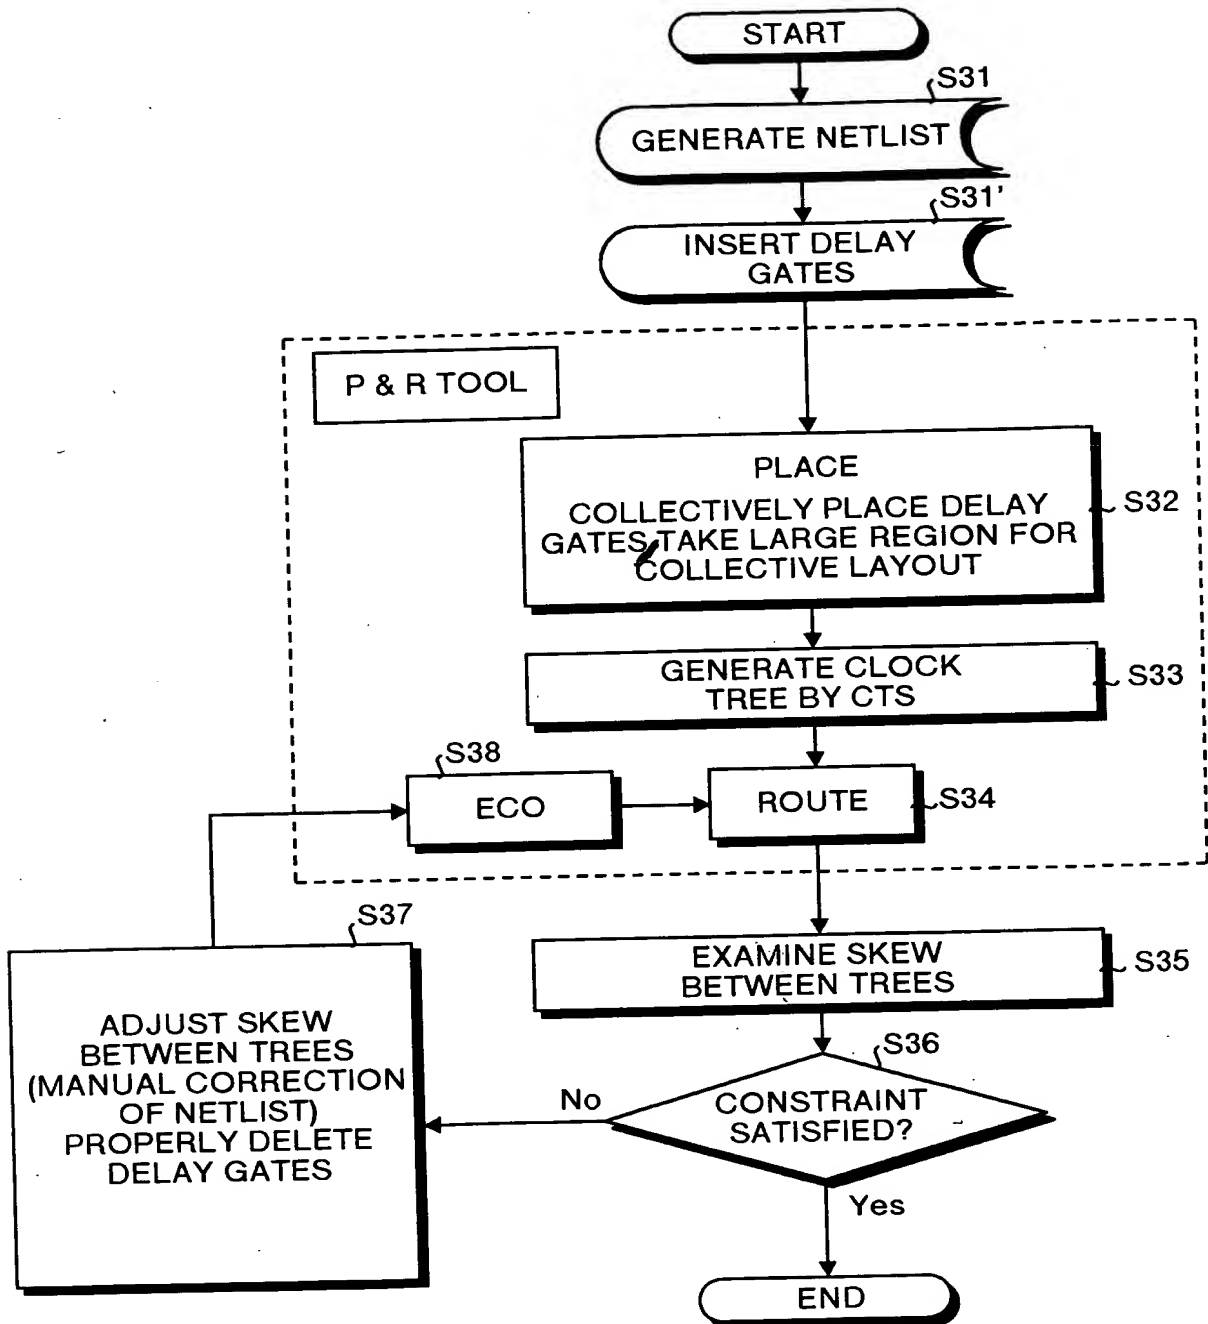 START
S31
GENERATE NETLIST
S31'
INSERT DELAY
GATES
P & R TOOL
PLACE
COLLECTIVELY PLACE DELAY
GATES, TAKE LARGE REGION FOR
COLLECTIVE LAYOUT
S32
GENERATE CLOCK
TREE BY CTS
S33
S38
ECO
ROUTE
S34
S37
ADJUST SKEW
BETWEEN TREES
(MANUAL CORRECTION
OF NETLIST)
PROPERLY DELETE
DELAY GATES
EXAMINE SKEW
BETWEEN TREES
S35
S36
CONSTRAINT
SATISFIED?
No
Yes
END